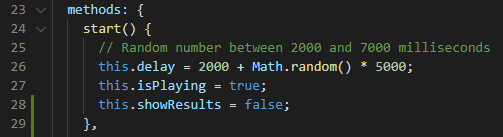 23 methods: {
24 start() {
25 // Random number between 2000 and 7000 milliseconds
26 this.delay = 2000 + Math.random() * 5000;
27 this.isPlaying = true;
28 this.showResults = false;
29 },